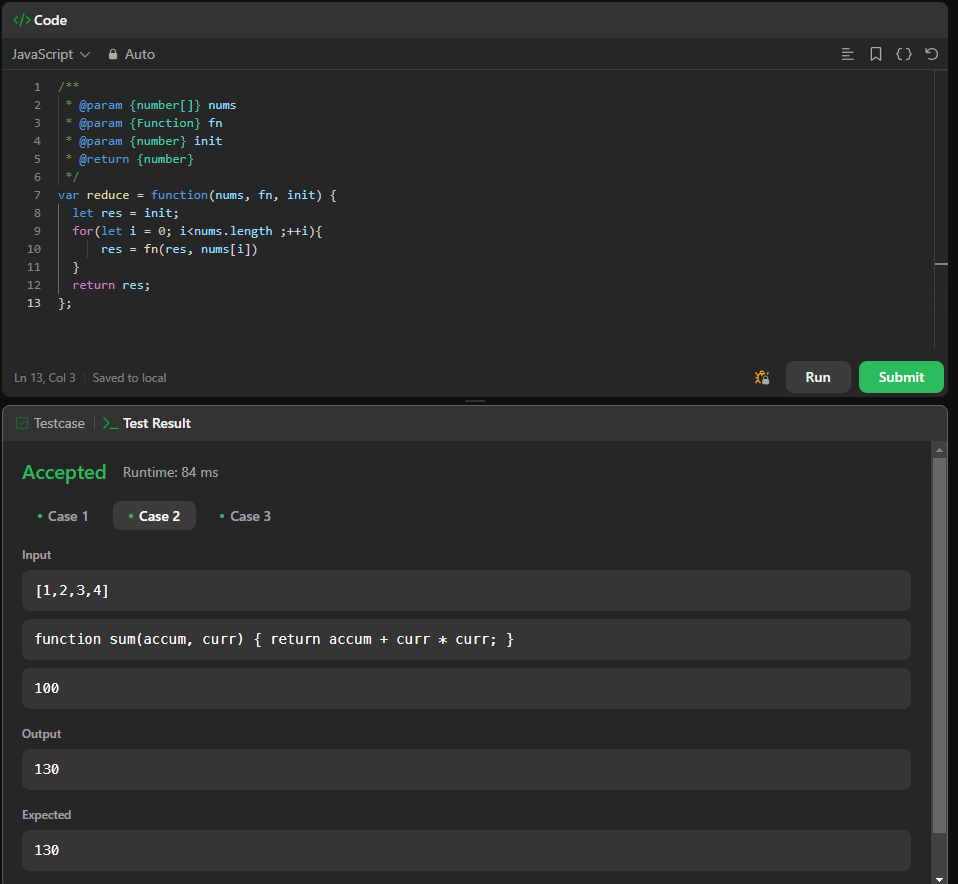 </> Code
JavaScript Auto
1 /**
2 * @param {number[]} nums
3 * @param {Function} fn
4 * @param {number} init
5 * @return {number}
6 */
7 var reduce = function(nums, fn, init) {
8 let res = init;
9 for(let i = 0; i<nums.length ;++i){
10 res = fn(res, nums[i])
11 }
12 return res;
13 };
Ln 13, Col 3 Saved to local
Run Submit
Testcase >_ Test Result
Accepted Runtime: 84 ms
• Case 1 • Case 2 • Case 3
Input
[1,2,3,4]
function sum(accum, curr) { return accum + curr * curr; }
100
Output
130
Expected
130